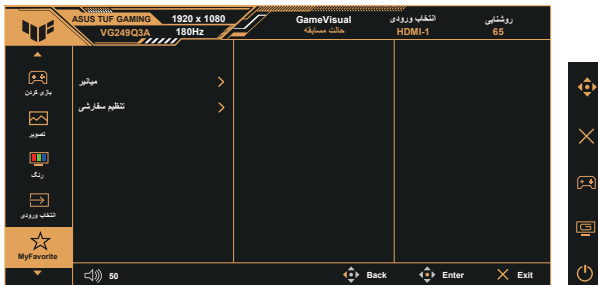 ASUS TUF GAMING
VG249Q3A
1920 x 1080
180Hz
GameVisual
حالت مسابقه
انتخاب ورودی
HDMI-1
روشنایی
65
بازی کردن
تصویر
رنگ
انتخاب ورودی
MyFavorite
میانبر
تنظیم سفارشی
50
Back
Enter
Exit